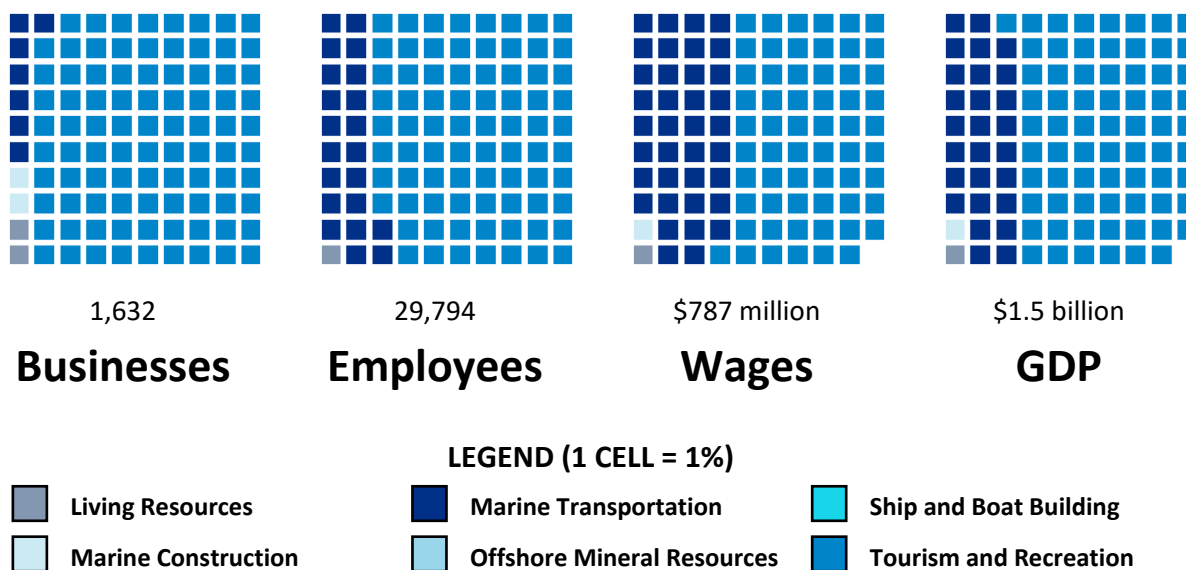 1,632 29,794 $787 million $1.5 billion
Businesses Employees Wages GDP
LEGEND (1 CELL = 1%)
Living Resources Marine Transportation Ship and Boat Building
Marine Construction Offshore Mineral Resources Tourism and Recreation